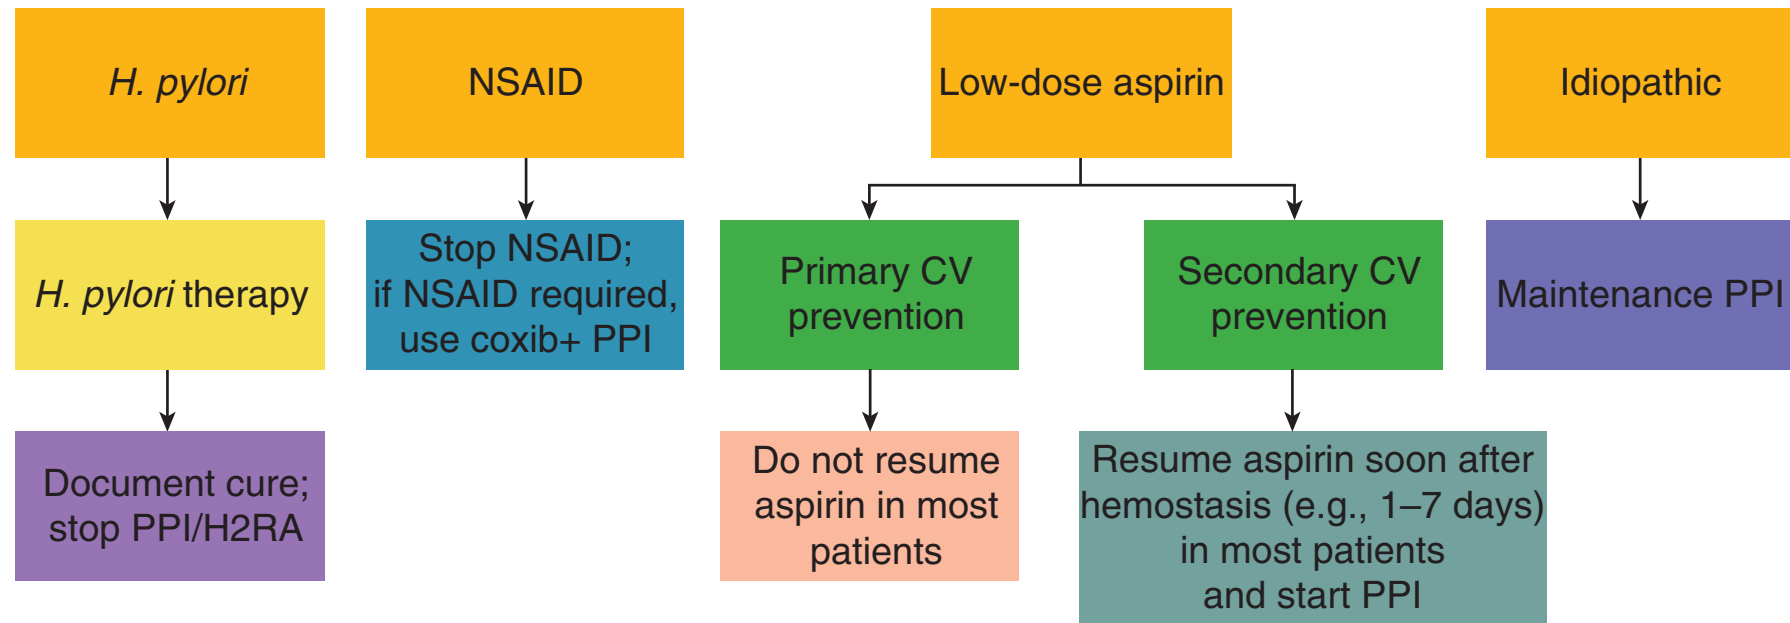 H. pylori
NSAID
Low-dose aspirin
Idiopathic
H. pylori therapy
Stop NSAID;
if NSAID required,
use coxib+ PPI
Primary CV
prevention
Secondary CV
prevention
Maintenance PPI
Document cure;
stop PPI/H2RA
Do not resume
aspirin in most
patients
Resume aspirin soon after
hemostasis (e.g., 1–7 days)
in most patients
and start PPI